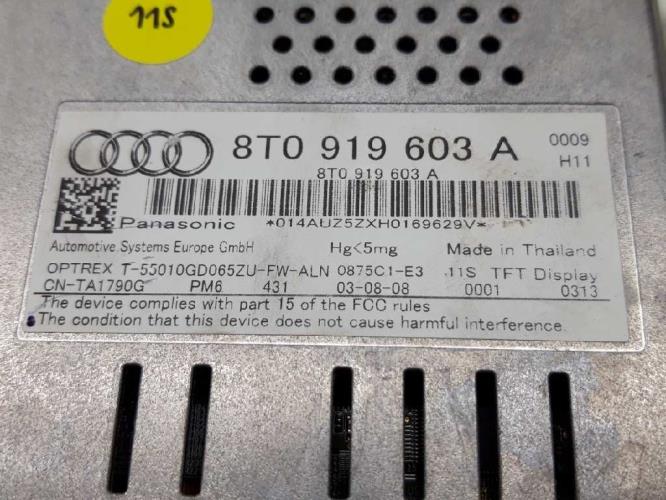 11S
8T0 919 603 A 0009
8T0 919 603 A H11
Panasonic *014AUZ5ZXH0169629V*
Automotive Systems Europe GmbH Hg<5mg Made in Thailand
OPTREX T-55010GD065ZU-FW-ALN 0875C1-E3 11S TFT Display
CN-TA1790G PM6 431 03-08-08 0001 0313
The device complies with part 15 of the FCC rules
The condition that this device does not cause harmful interference.